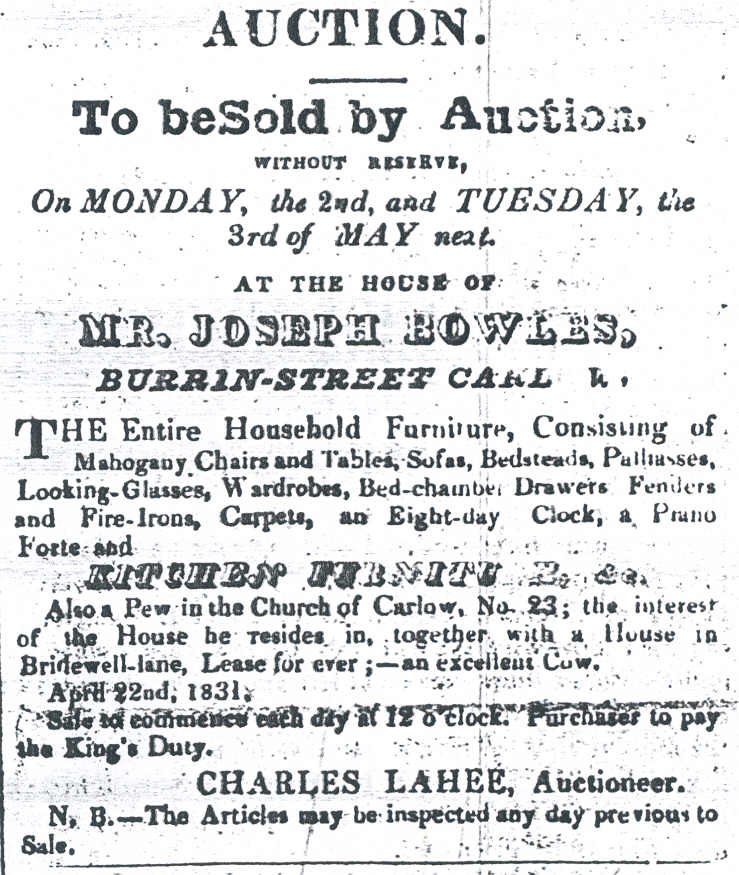 AUCTION.
To be Sold by Auction,
WITHOUT RESERVE,
On MONDAY, the 2nd, and TUESDAY, the
3rd of MAY next.
AT THE HOUSE OF
MR. JOSEPH BOWLES,
BURRIN-STREET
THE Entire Household Furniture, Consisting of
Mahogany Chairs and Tables, Sofas, Bedsteads, Palliasses,
Looking-Glasses, Wardrobes, Bed-chamber Drawers Fenders
and Fire-Irons, Carpets, an Eight-day Clock, a Piano
Forte and
KITCHEN FURNITURE, &c.
Also a Pew in the Church of Carlow, No. 23; the interest
of the House he resides in, together with a House in
Bridewell-lane, Lease for ever;—an excellent Cow.
April 22nd, 1831.
Sale to commence each day at 12 o'clock. Purchaser to pay
the King's Duty.
CHARLES LAHEE, Auctioneer.
N. B.—The Articles may be inspected any day previous to
Sale.